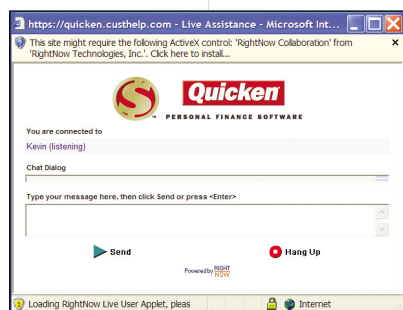 https://quicken.custhelp.com - Live Assistance - Microsoft Int...
This site might require the following ActiveX control: 'RightNow Collaboration' from
'RightNow Technologies, Inc.'. Click here to install...
Quicken
PERSONAL FINANCE SOFTWARE
You are connected to
Kevin (listening)
Chat Dialog
Type your message here, then click Send or press <Enter>
Send
Hang Up
Powered by RIGHT
NOW
Loading RightNow Live User Applet, pleas
Internet